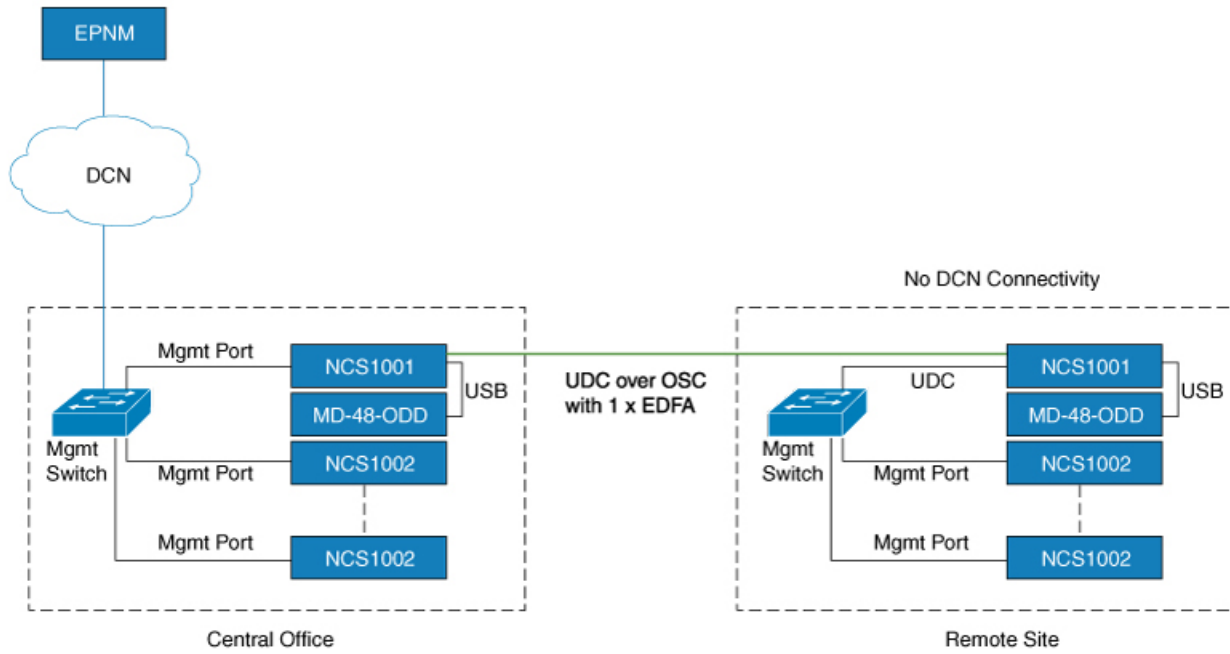 EPNM
DCN
No DCN Connectivity
Mgmt Port
NCS1001
USB
MD-48-ODD
Mgmt
Switch
Mgmt Port
NCS1002
Mgmt Port
NCS1002
Central Office
UDC over OSC
with 1 x EDFA
UDC
NCS1001
USB
MD-48-ODD
Mgmt
Switch
Mgmt Port
NCS1002
Mgmt Port
NCS1002
Remote Site